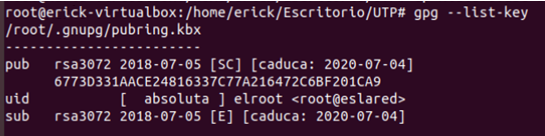 root@erick-virtualbox:/home/erick/Escritorio/UTP# gpg --list-key
/root/.gnupg/pubring.kbx
------------------------
pub   rsa3072 2018-07-05 [SC] [caduca: 2020-07-04]
      6773D331AACE24816337C77A216472C6BF201CA9
uid        [  absoluta ] elroot <root@eslared>
sub   rsa3072 2018-07-05 [E] [caduca: 2020-07-04]